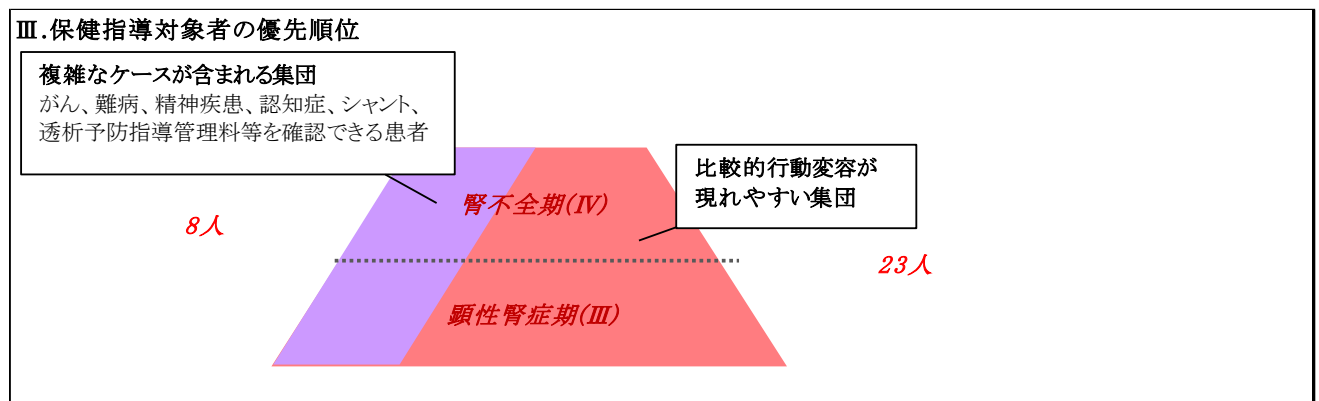 Ⅲ.保健指導対象者の優先順位
複雑なケースが含まれる集団
がん、難病、精神疾患、認知症、シャント、
透析予防指導管理料等を確認できる患者
比較的行動変容が
現れやすい集団
腎不全期(Ⅳ)
8人
23人
顕性腎症期(Ⅲ)